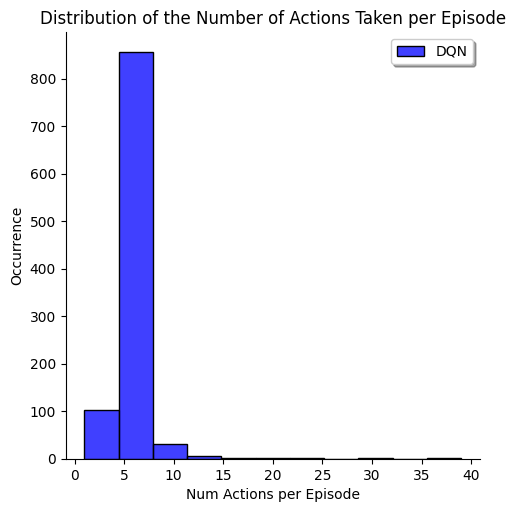 Distribution of the Number of Actions Taken per Episode
DQN
800
700
600
500
400
300
200
100
0
Occurrence
0 5 10 15 20 25 30 35 40
Num Actions per Episode